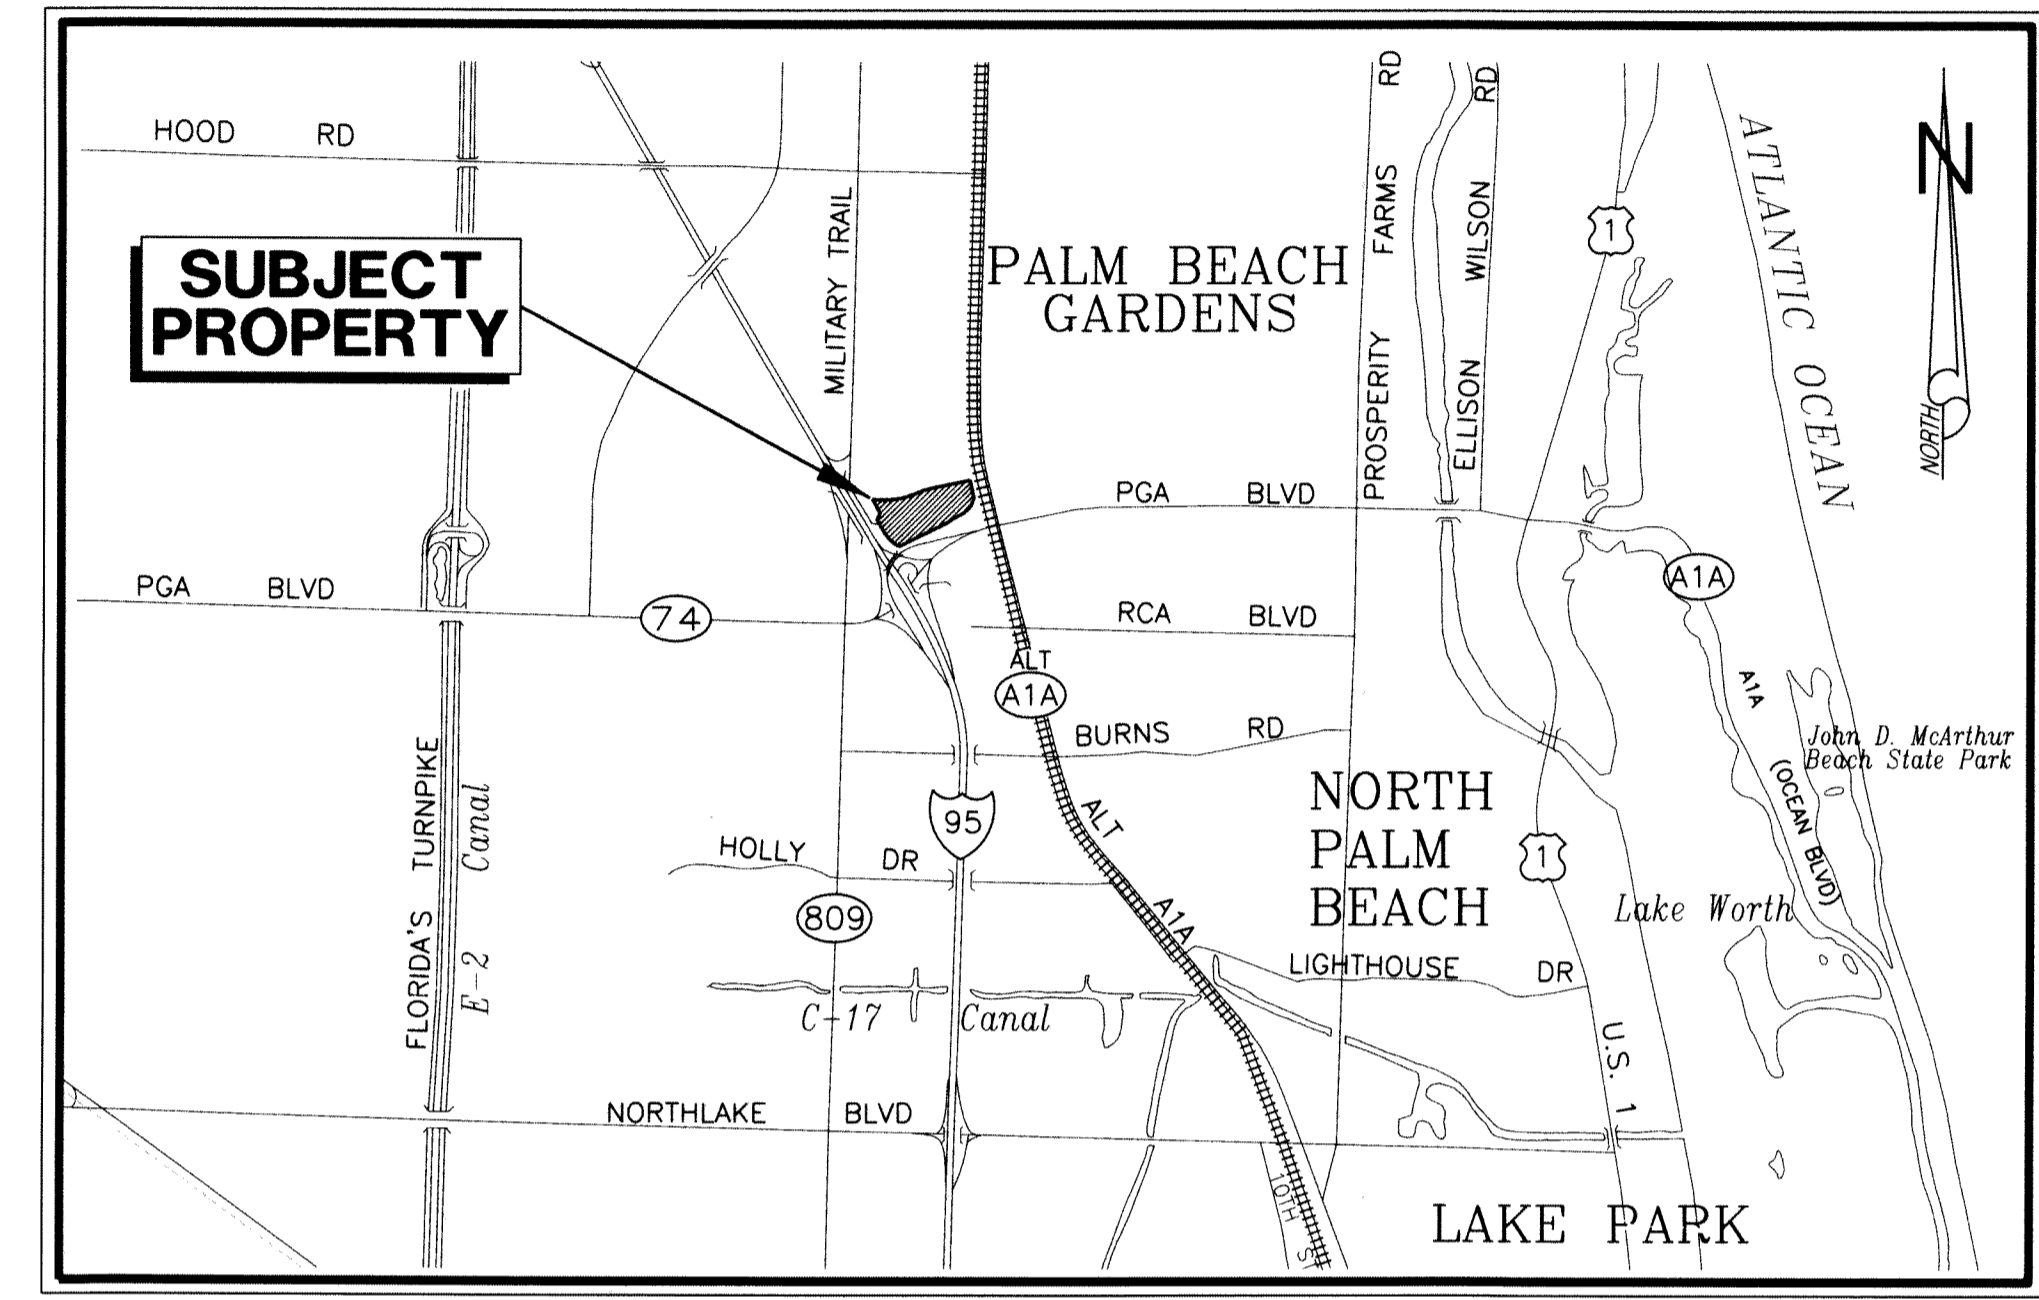 HOOD RD
MILITARY TRAIL
PROSPERITY FARMS RD
ELLISON WILSON RD
1
ATLANTIC OCEAN
N
NORTH
SUBJECT
PROPERTY
PALM BEACH
GARDENS
PGA BLVD
A1A
PGA BLVD
74
RCA BLVD
ALT
A1A
A1A
(OCEAN BLVD)
BURNS RD
John D. McArthur
Beach State Park
FLORIDA'S TURNPIKE
E-2 Canal
NORTH
PALM
BEACH
95
ALT
A1A
HOLLY DR
1
809
Lake Worth
LIGHTHOUSE DR
C-17 Canal
U.S. 1
NORTHLAKE BLVD
10TH ST
LAKE PARK